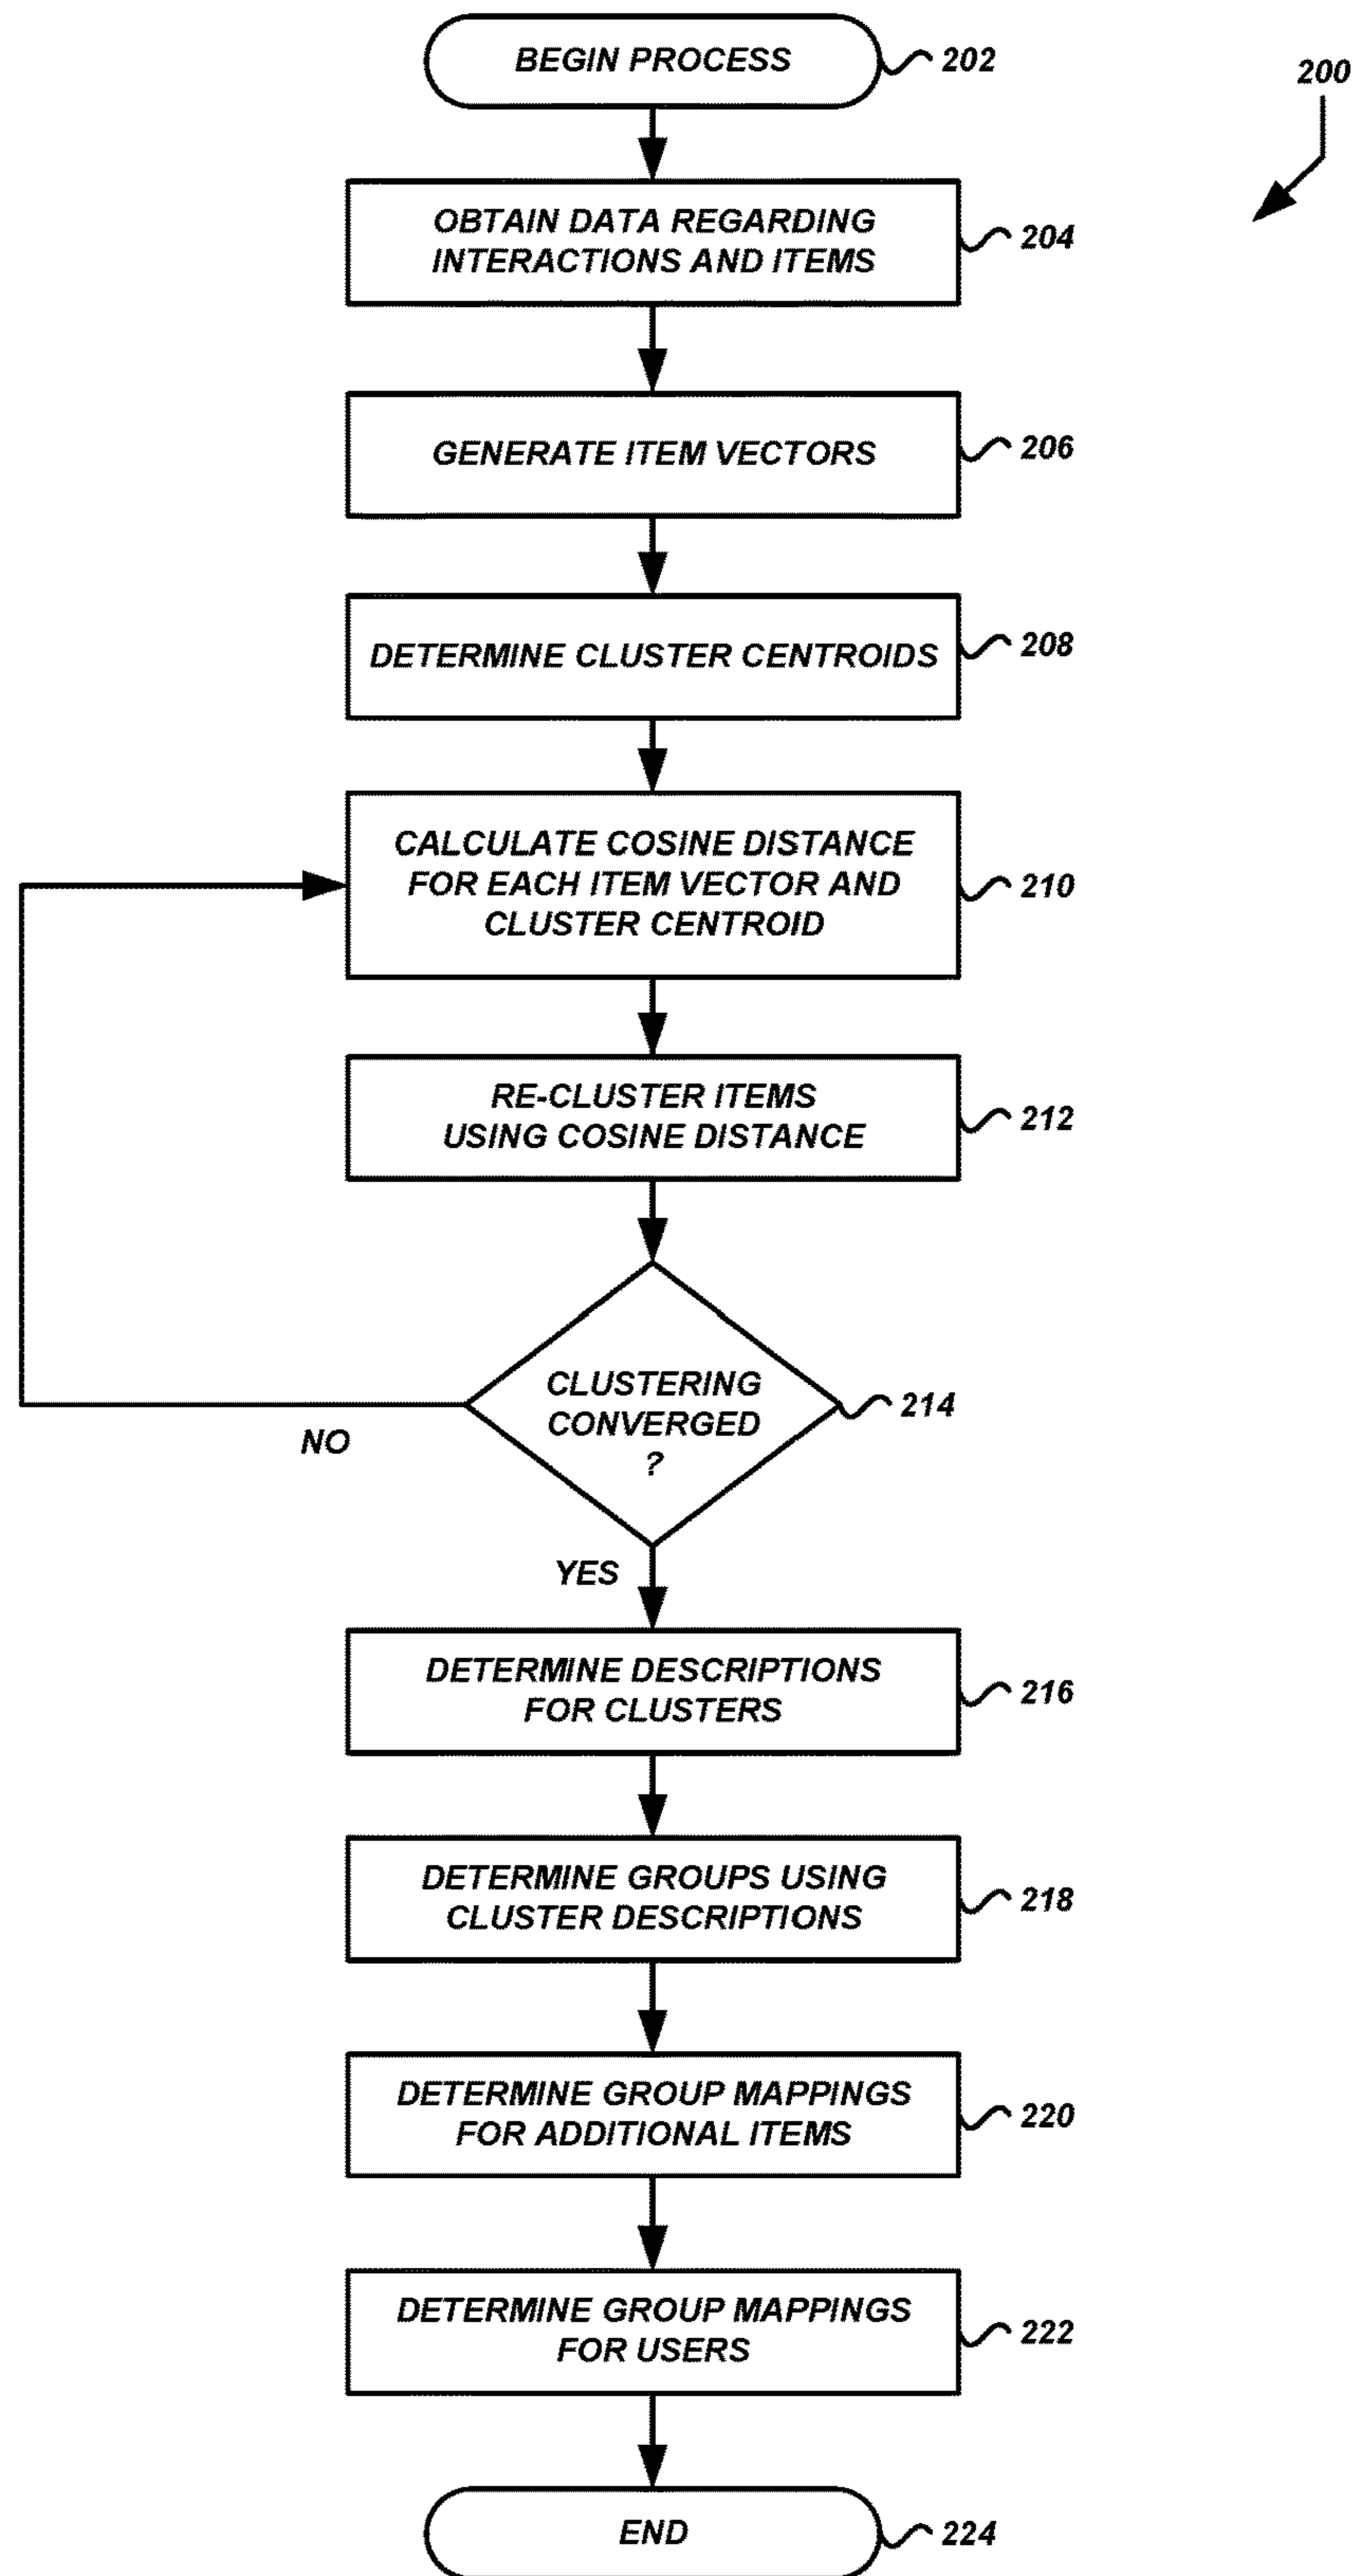 BEGIN PROCESS
202
200
OBTAIN DATA REGARDING
INTERACTIONS AND ITEMS
204
GENERATE ITEM VECTORS
206
DETERMINE CLUSTER CENTROIDS
208
CALCULATE COSINE DISTANCE
FOR EACH ITEM VECTOR AND
CLUSTER CENTROID
210
RE-CLUSTER ITEMS
USING COSINE DISTANCE
212
CLUSTERING
CONVERGED
?
214
NO
YES
DETERMINE DESCRIPTIONS
FOR CLUSTERS
216
DETERMINE GROUPS USING
CLUSTER DESCRIPTIONS
218
DETERMINE GROUP MAPPINGS
FOR ADDITIONAL ITEMS
220
DETERMINE GROUP MAPPINGS
FOR USERS
222
END
224